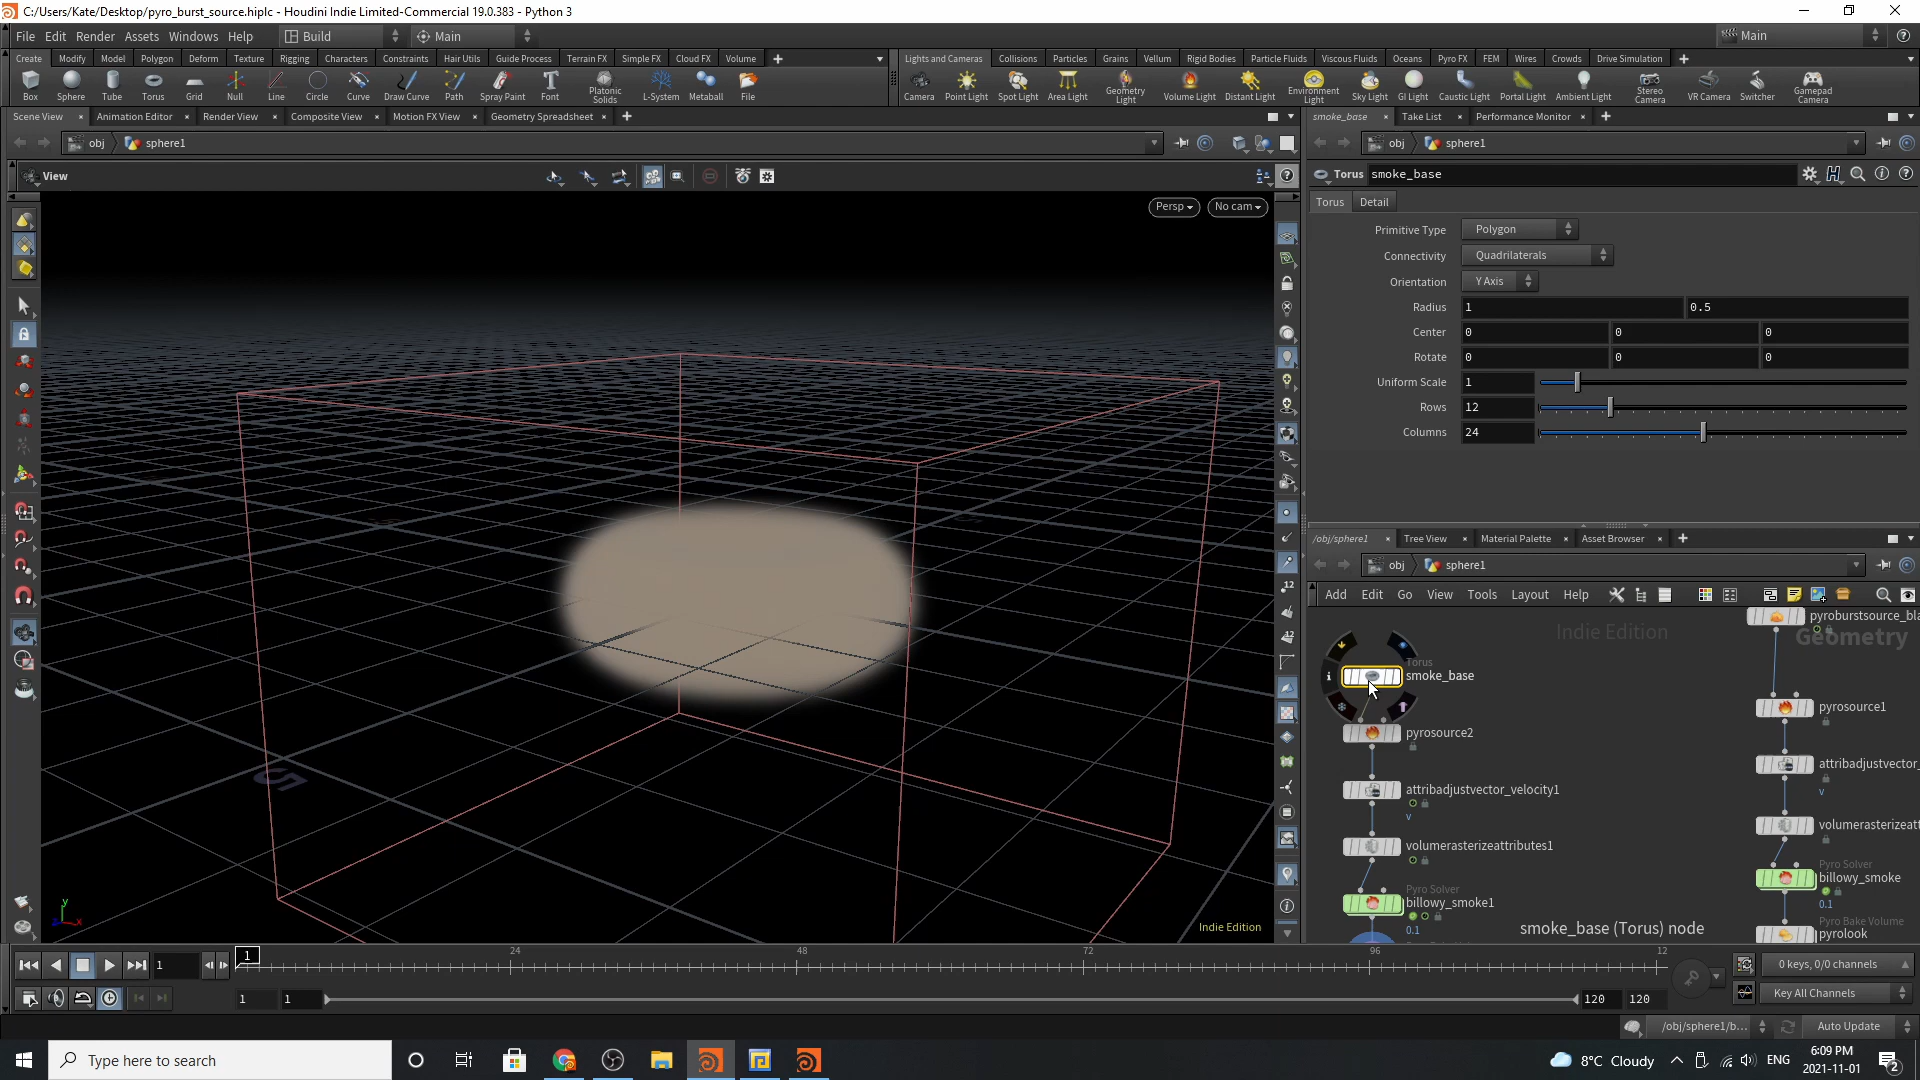 C:/Users/Kate/Desktop/pyro_burst_source.hiplc - Houdini Indie Limited-Commercial 19.0.383 - Python 3
File Edit Render Assets Windows Help Build Main Main
Create Modify Model Polygon Deform Texture Rigging Characters Constraints Hair Utils Guide Process Terrain FX Simple FX Cloud FX Volume
Lights and Cameras Collisions Particles Grains Vellum Rigid Bodies Particle Fluids Viscous Fluids Oceans Pyro FX FEM Wires Crowds Drive Simulation
Box Sphere Tube Torus Grid Null Line Circle Curve Draw Curve Path Spray Paint Font Platonic Solids L-System Metaball File
Camera Point Light Spot Light Area Light Geometry Light Volume Light Distant Light Environment Light Sky Light GI Light Caustic Light Portal Light Ambient Light Stereo Camera VR Camera Switcher Gamepad Camera
Scene View Animation Editor Render View Composite View Motion FX View Geometry Spreadsheet
smoke_base Take List Performance Monitor
obj sphere1
obj sphere1
View
Torus smoke_base
Persp No cam
Torus Detail
Primitive Type Polygon
Connectivity Quadrilaterals
Orientation Y Axis
Radius 1 0.5
Center 0 0 0
Rotate 0 0 0
Uniform Scale 1
Rows 12
Columns 24
5
Indie Edition
/obj/sphere1 Tree View Material Palette Asset Browser
obj sphere1
Add Edit Go View Tools Layout Help
Indie Edition
Geometry
Torus
smoke_base
pyrosource2
attribadjustvector_velocity1
v
volumerasterizeattributes1
Pyro Solver
billowy_smoke1
0.1
pyroburstsource_bla
pyrosource1
attribadjustvector_
v
volumerasterizeatt
Pyro Solver
billowy_smoke
0.1
Pyro Bake Volume
pyrolook
smoke_base (Torus) node
1 1 24 48 72 96 12
0 keys, 0/0 channels
1 1 120 120
Key All Channels
/obj/sphere1/b... Auto Update
Type here to search
8°C Cloudy ENG 6:09 PM
2021-11-01
2